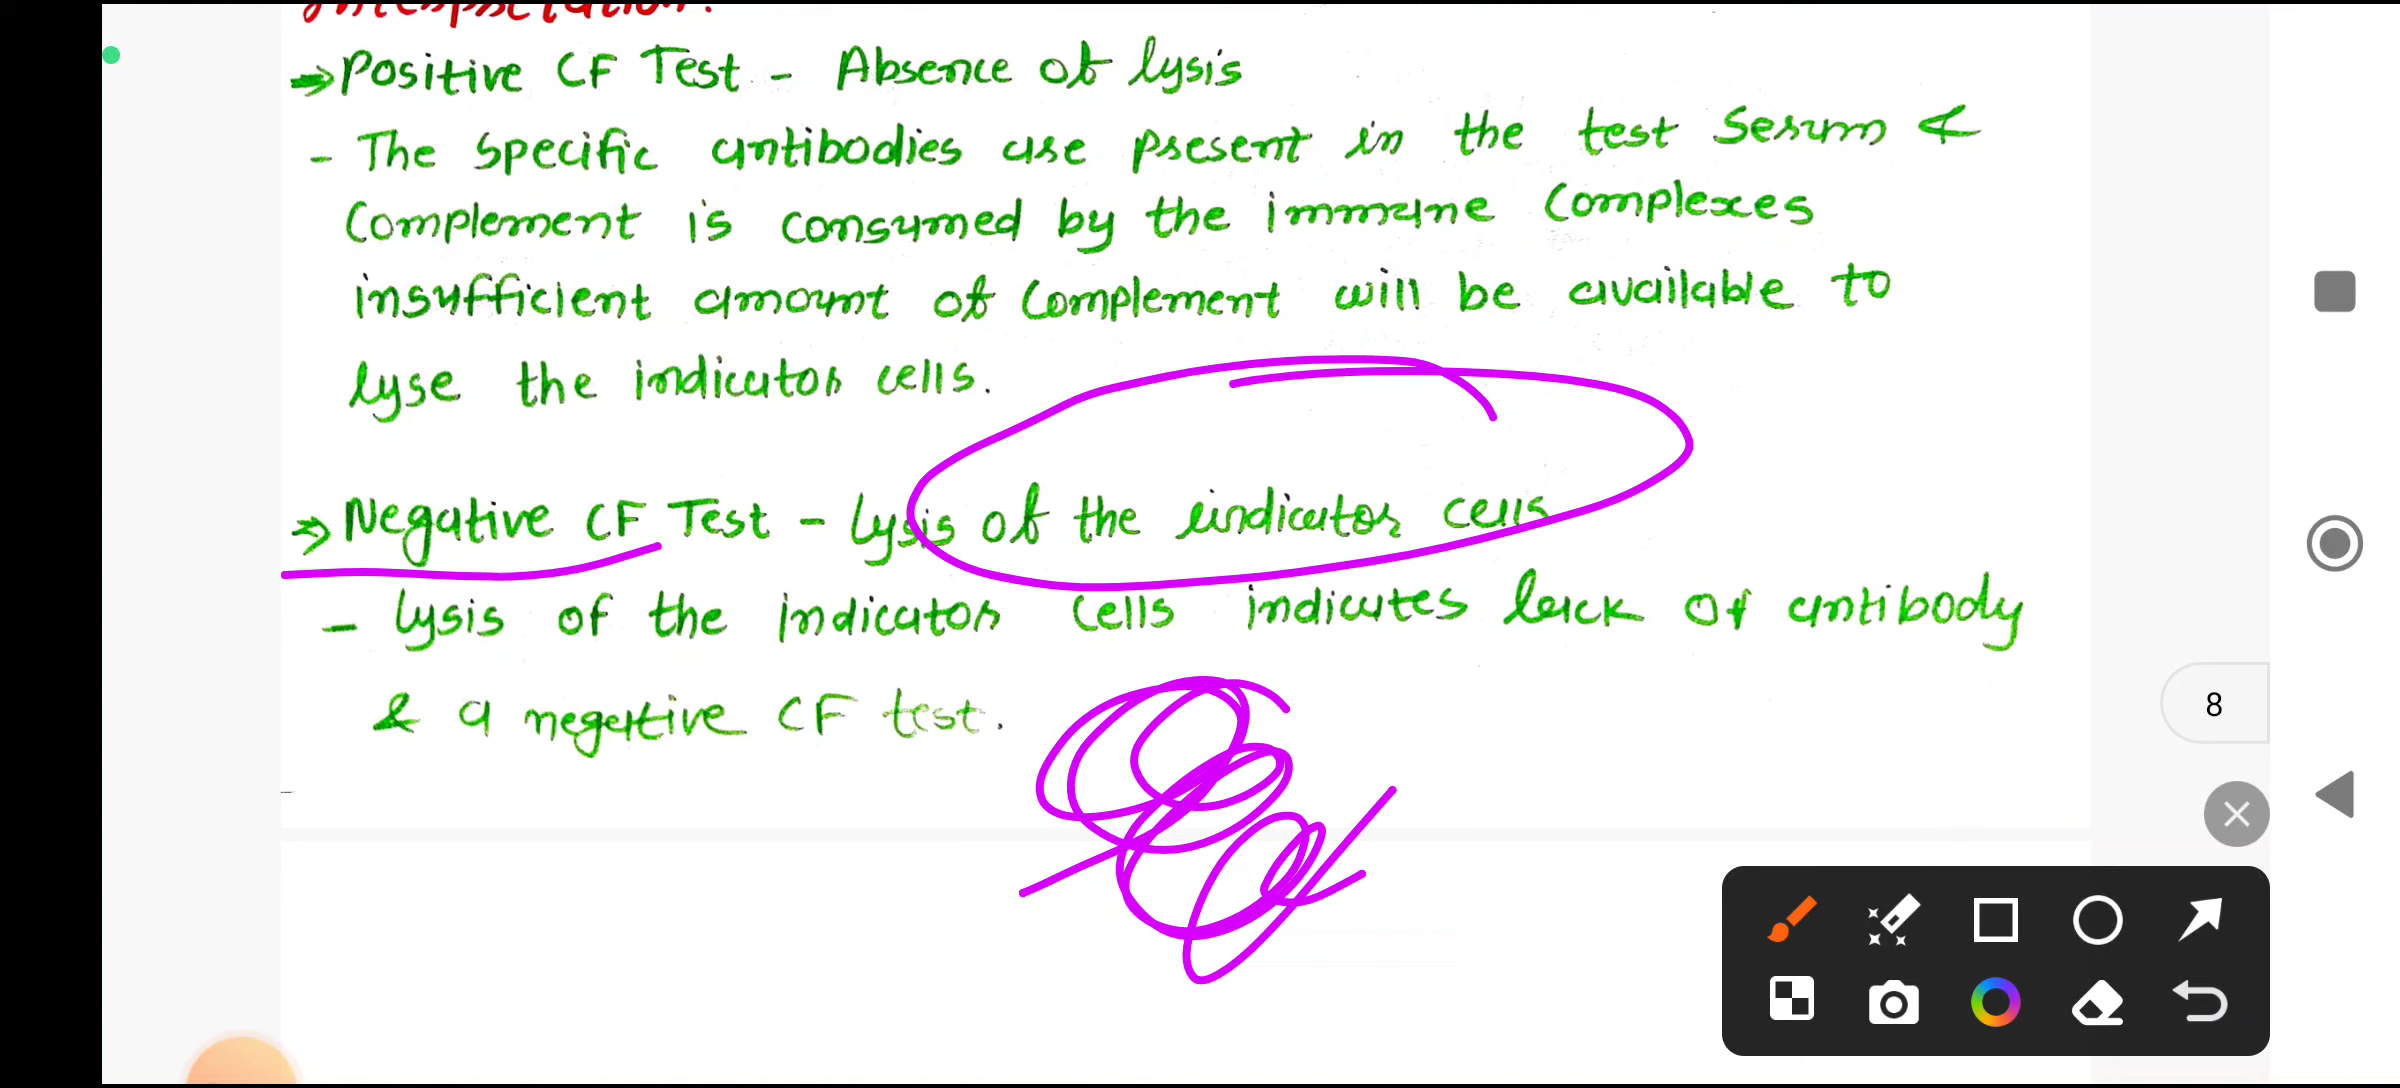 Interpretation:
→ Positive CF Test - Absence of lysis
- The specific antibodies are present in the test serum &
complement is consumed by the immune complexes
insufficient amount of complement will be available to
lyse the indicator cells.
→ Negative CF Test - Lysis of the indicator cells
- lysis of the indicator cells indicates lack of antibody
& a negative CF test.
8